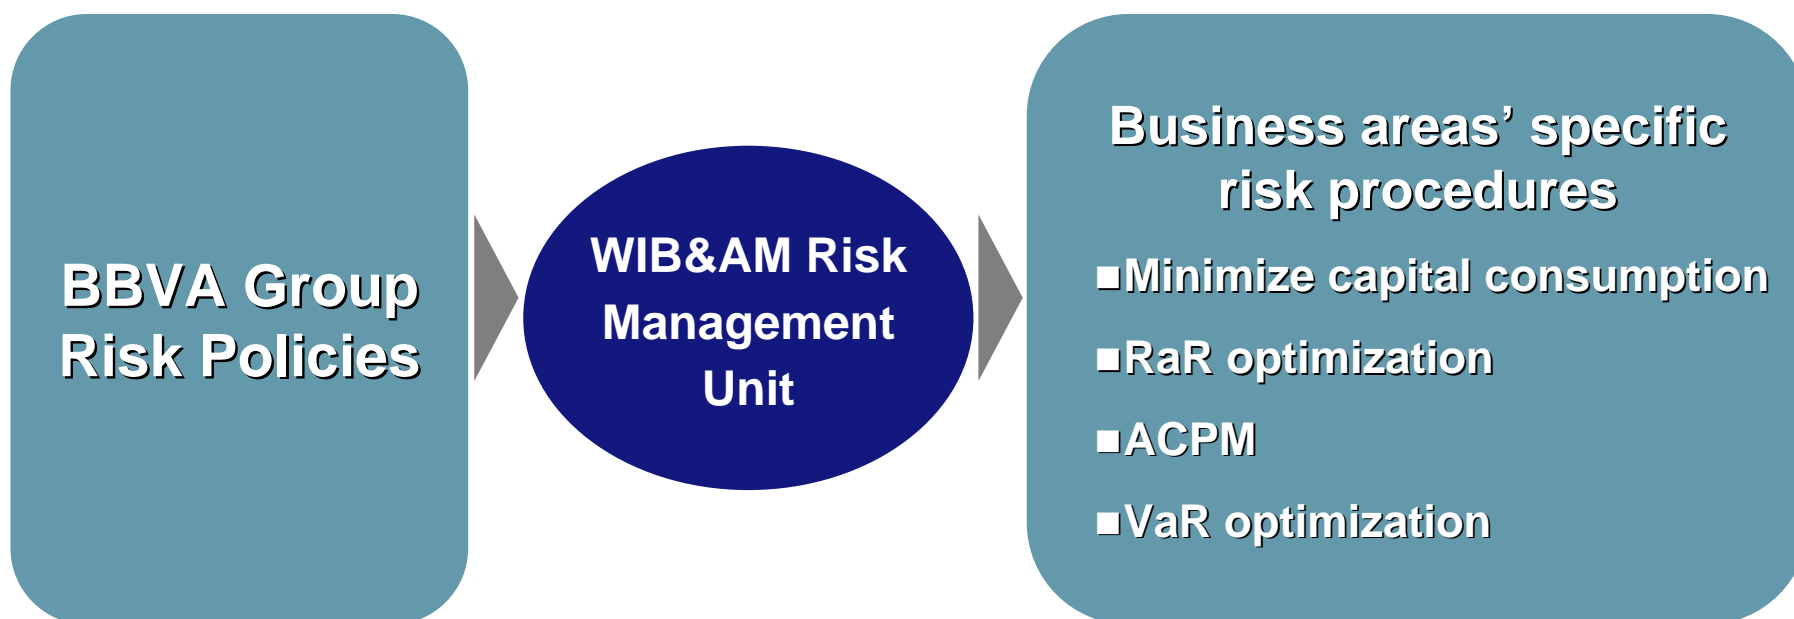 BBVA Group
Risk Policies
WIB&AM Risk
Management
Unit
Business areas’ specific
risk procedures
■Minimize capital consumption
■RaR optimization
■ACPM
■VaR optimization